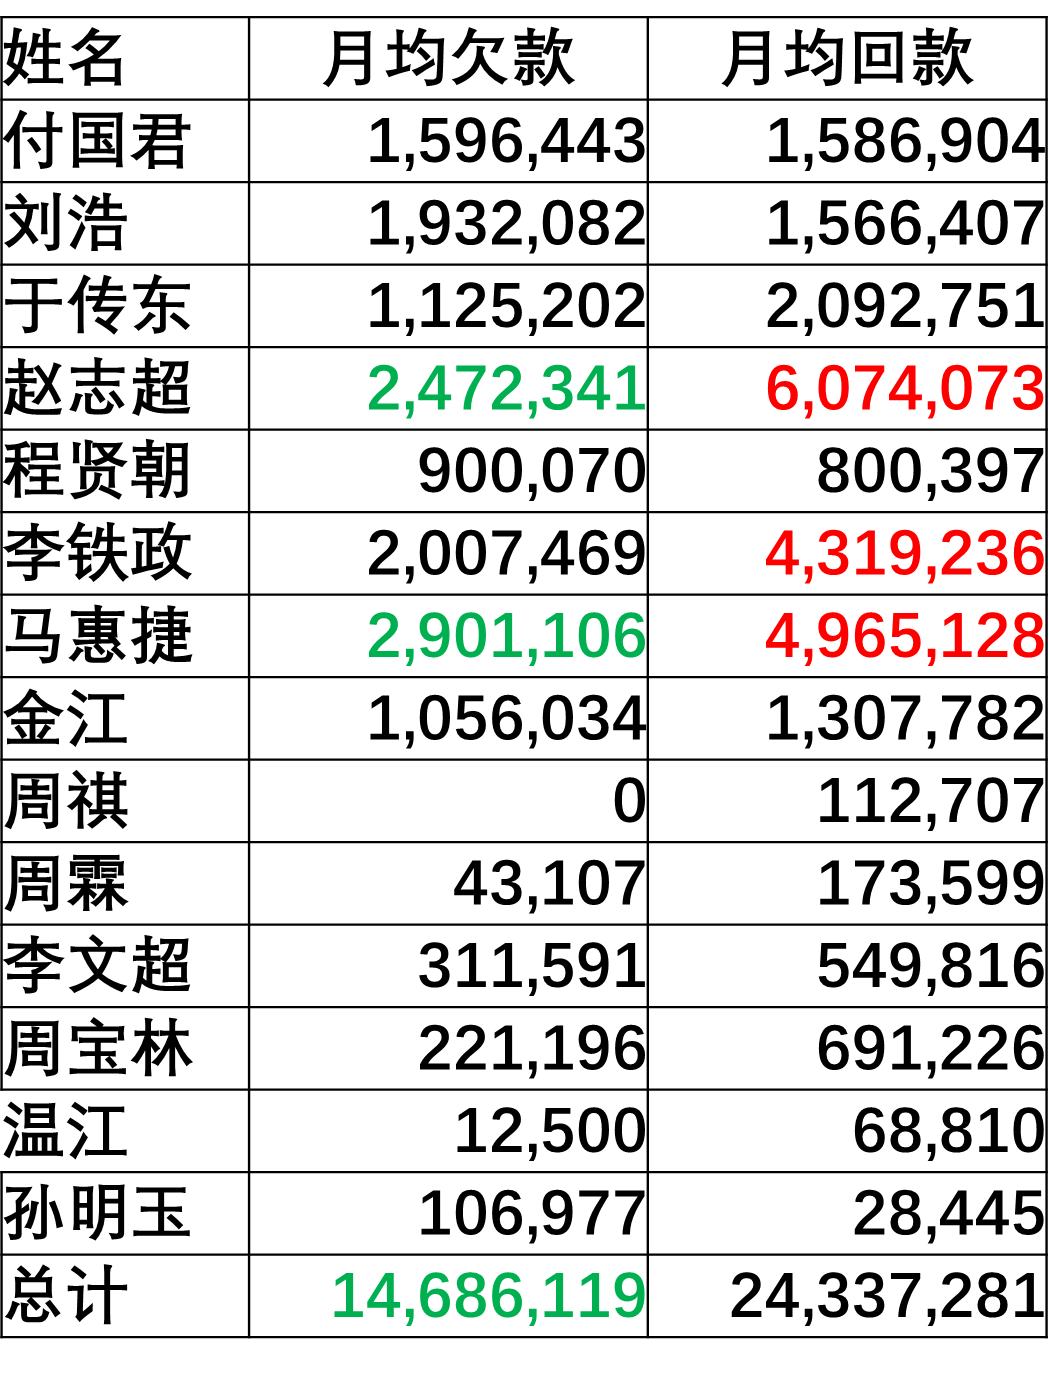 姓名 月均欠款 月均回款
付国君 1,596,443 1,586,904
刘浩 1,932,082 1,566,407
于传东 1,125,202 2,092,751
赵志超 2,472,341 6,074,073
程贤朝 900,070 800,397
李铁政 2,007,469 4,319,236
马惠捷 2,901,106 4,965,128
金江 1,056,034 1,307,782
周祺 0 112,707
周霖 43,107 173,599
李文超 311,591 549,816
周宝林 221,196 691,226
温江 12,500 68,810
孙明玉 106,977 28,445
总计 14,686,119 24,337,281